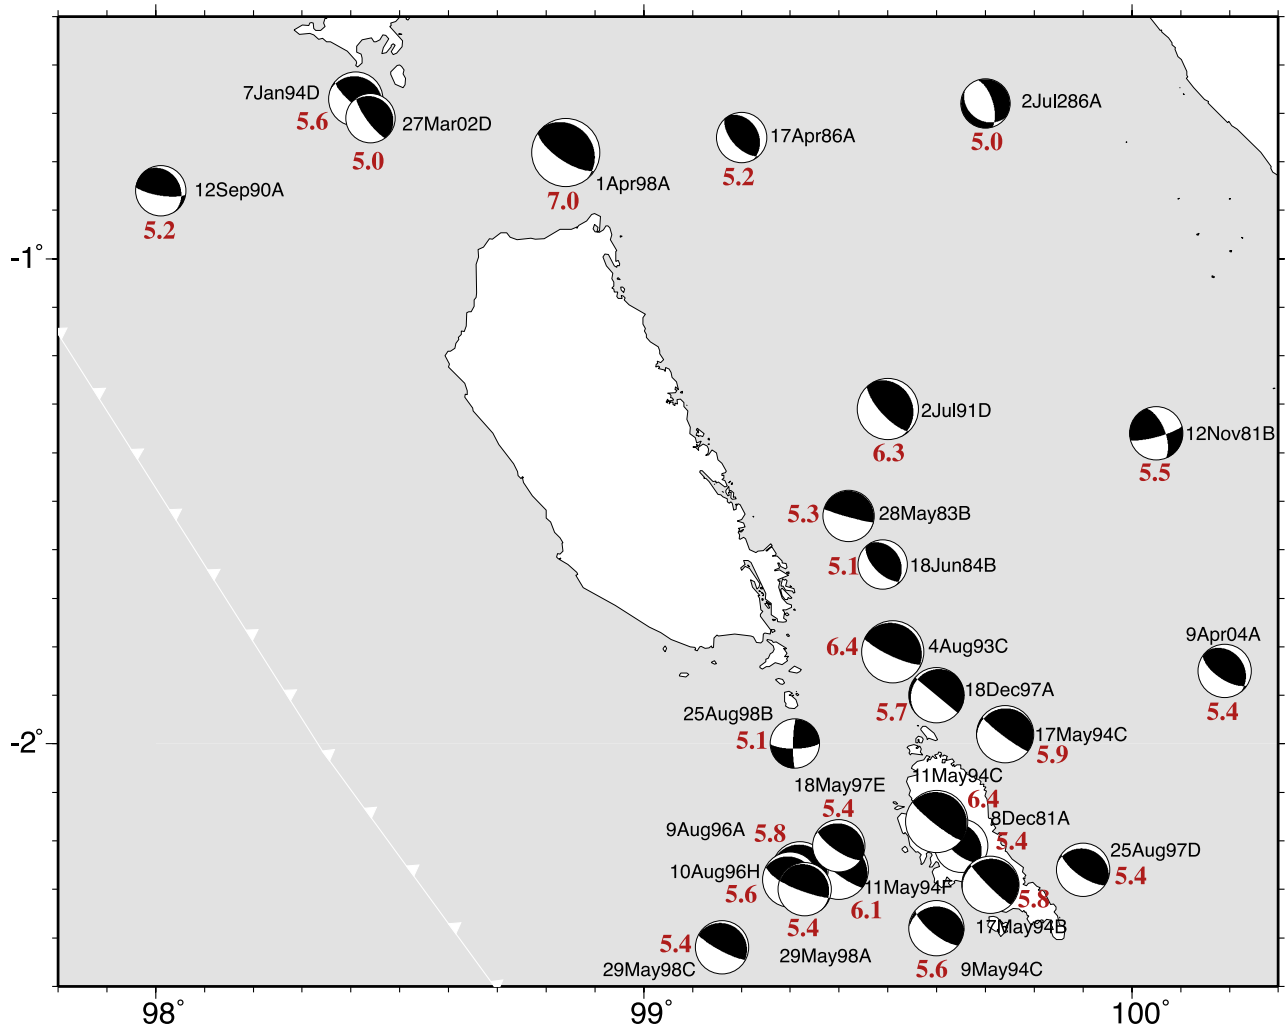 7Jan94D
5.6
27Mar02D
5.0
12Sep90A
5.2
1Apr98A
7.0
17Apr86A
5.2
2Jul286A
5.0
-1°
2Jul91D
6.3
12Nov81B
5.5
5.3
28May83B
5.1
18Jun84B
6.4
4Aug93C
9Apr04A
5.4
18Dec97A
5.7
25Aug98B
5.1
17May94C
5.9
-2°
11May94C
6.4
18May97E
5.4
8Dec81A
5.4
9Aug96A
5.8
25Aug97D
5.4
10Aug96H
5.6
11May94F
6.1
5.8
17May94B
5.4
29May98A
5.4
29May98C
5.6
9May94C
98°
99°
100°